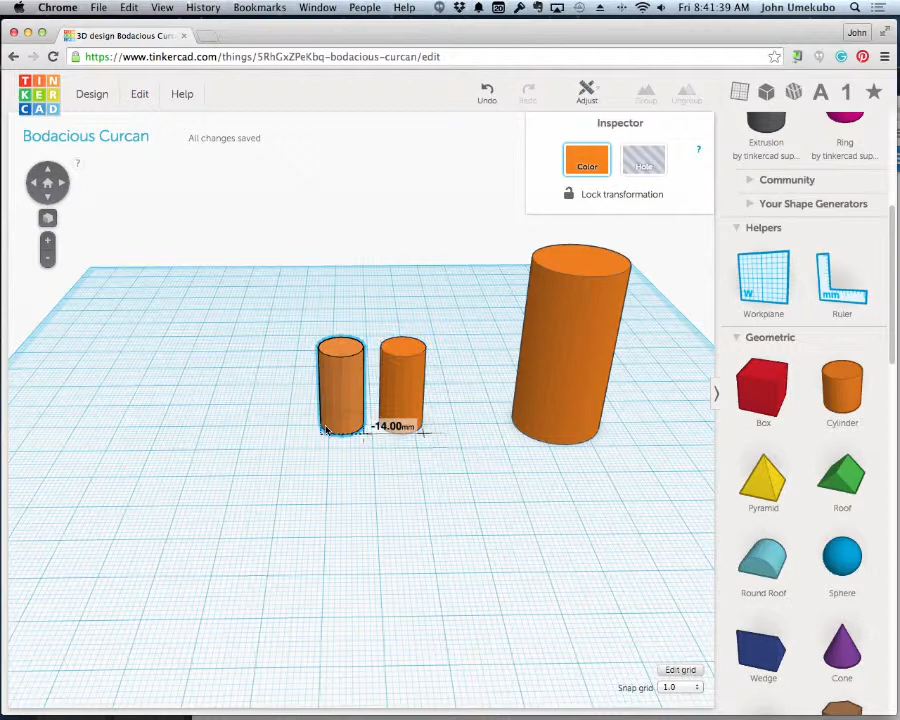 Chrome File Edit View History Bookmarks Window People Help
Fri 8:41:39 AM John Umekubo
3D design Bodacious Curc
John
https://www.tinkercad.com/things/5RhGxZPeKbq-bodacious-curcan/edit
TIN
KER
CAD
Design Edit Help
Undo Redo Adjust Group Ungroup
Bodacious Curcan
All changes saved
?
Inspector
Color
Hole
?
Lock transformation
Extrusion
by tinkercad sup...
Ring
by tinkercad sup...
Community
Your Shape Generators
Helpers
W
mm
Workplane
Ruler
Geometric
Box
Cylinder
Pyramid
Roof
Round Roof
Sphere
Wedge
Cone
-14.00mm
Edit grid
Snap grid 1.0